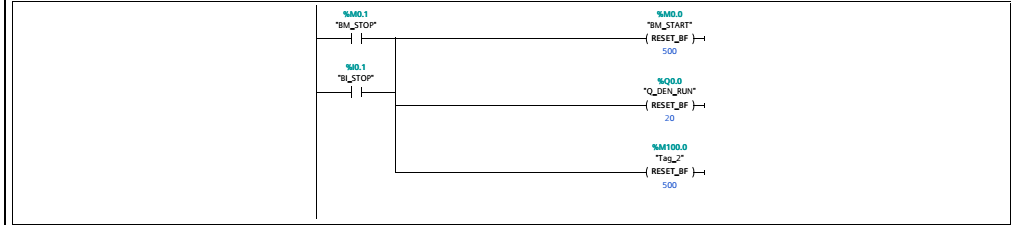 %M0.1
"BM_STOP"
%M0.0
"BM_START"
RESET_BF
500
%I0.1
"BI_STOP"
%Q0.0
"Q_DEN_RUN"
RESET_BF
20
%M100.0
"Tag_2"
RESET_BF
500